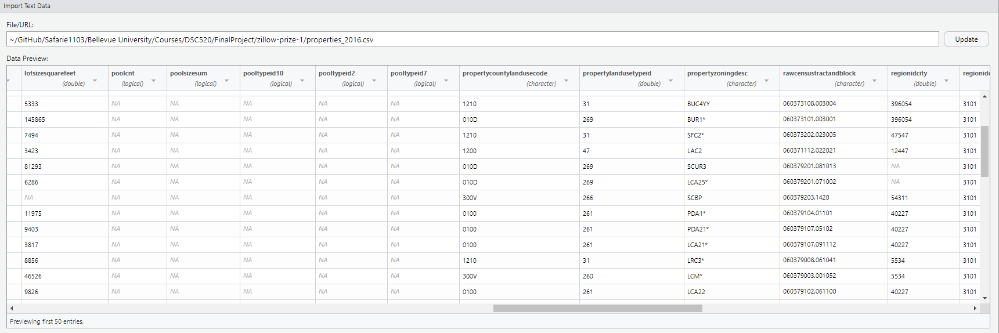 Import Text Data
File/URL:
~/GitHub/Safarie1103/Bellevue University/Courses/DSC520/FinalProject/zillow-prize-1/properties_2016.csv Update
Data Preview:
lotsizesquarefeet poolcnt poolsizesum pooltypeid10 pooltypeid2 pooltypeid7 propertycountylandusecode propertylandusetypeid propertyzoningdesc rawcensustractandblock regionidcity regionidc
(double) (logical) (logical) (logical) (logical) (logical) (character) (double) (character) (character) (double)
5333 NA NA NA NA NA 1210 31 BUC4YY 060373108.003004 396054 3101
145865 NA NA NA NA NA 010D 269 BUR1* 060373101.003001 396054 3101
7494 NA NA NA NA NA 1210 31 SFC2* 060373202.023005 47547 3101
3423 NA NA NA NA NA 1200 47 LAC2 060371112.022021 12447 3101
81293 NA NA NA NA NA 010D 269 SCUR3 060379201.081013 NA 3101
6286 NA NA NA NA NA 010D 269 LCA25* 060379201.071002 NA 3101
NA NA NA NA NA NA 300V 266 SCBP 060379203.1420 54311 3101
11975 NA NA NA NA NA 0100 261 PDA1* 060379104.01101 40227 3101
9403 NA NA NA NA NA 0100 261 PDA21* 060379107.05102 40227 3101
3817 NA NA NA NA NA 0100 261 LCA21* 060379107.091112 40227 3101
8856 NA NA NA NA NA 1210 31 LRC3* 060379008.061041 5534 3101
46526 NA NA NA NA NA 300V 260 LCM* 060379003.001052 5534 3101
9826 NA NA NA NA NA 0100 261 LCA22 060379102.061100 40227 3101
Previewing first 50 entries.